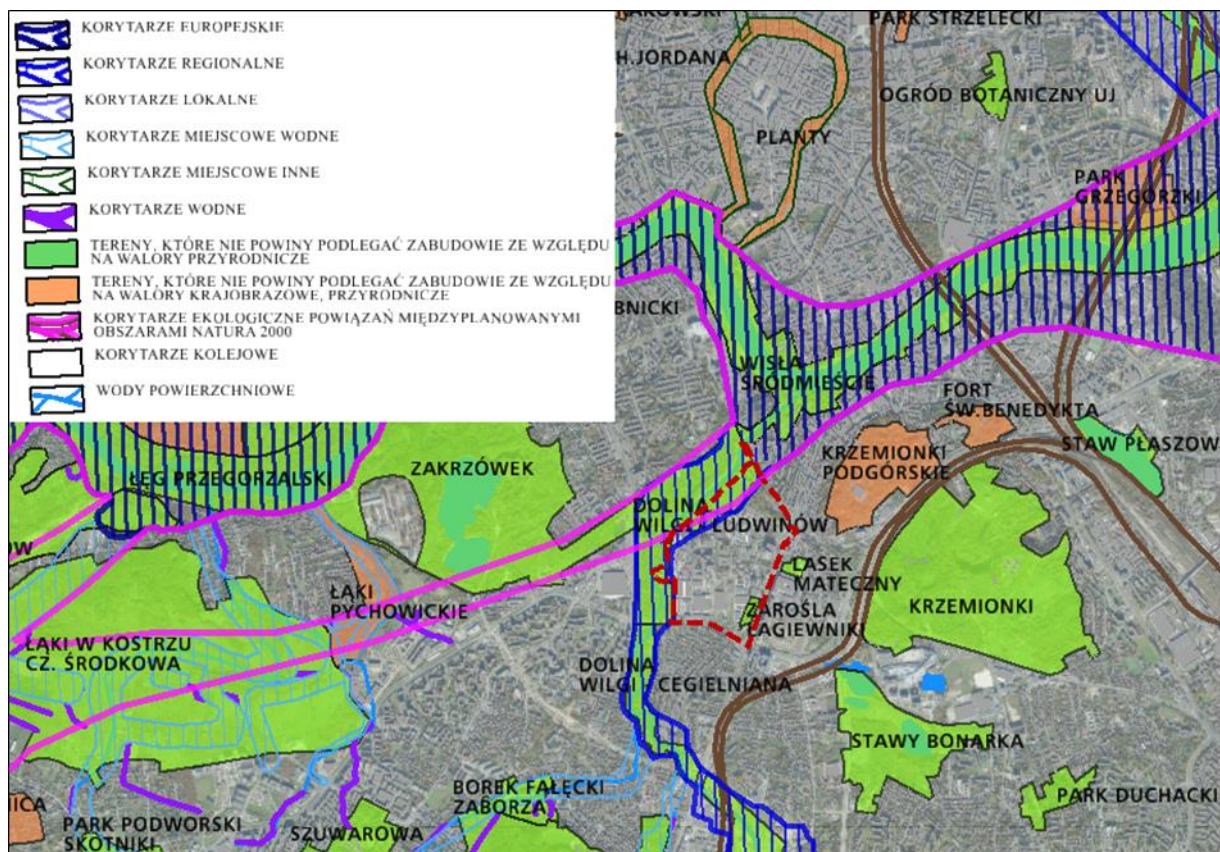 KORYTARZE EUROPEJSKIE
KORYTARZE REGIONALNE
KORYTARZE LOKALNE
KORYTARZE MIEJSCOWE WODNE
KORYTARZE MIEJSCOWE INNE
KORYTARZE WODNE
TERENY, KTÓRE NIE POWINY PODLEGAĆ ZABUDOWIE ZE WZGLĘDU
NA WALORY PRZYRODNICZE
TERENY, KTÓRE NIE POWINY PODLEGAĆ ZABUDOWIE ZE WZGLĘDU
NA WALORY KRAJOBRAZOWE, PRZYRODNICZE
KORYTARZE EKOLOGICZNE POWIĄZAŃ MIĘDZYPLANOWANYMI
OBSZARAMI NATURA 2000
KORYTARZE KOLEJOWE
WODY POWIERZCHNIOWE
PARK STRZELECKI
H.JORDANA
OGRÓD BOTANICZNY UJ
PLANTY
PARK
GRZEGÓRZKI
BNICKI
WISŁA
ŚRÓDMIEŚCIE
FORT
ŚW.BENEDYKTA
STAW PŁASZOW
KRZEMIONKI
PODGÓRSKIE
ZAKRZÓWEK
ŁĘG PRZEGORZALSKI
DOLINA
WILGI - LUDWINÓW
LASEK
MATECZNY
ZAROŚLA
ŁAGIEWNIKI
KRZEMIONKI
ŁĄKI
PYCHOWICKIE
ŁĄKI W KOSTRZU
CZ. ŚRODKOWA
DOLINA
WILGI - CEGIELNIANA
STAWY BONARKA
BOREK FAŁĘCKI
ZABORZA
PARK DUCHACKI
NICA
PARK PODWORSKI
SKOTNIKI
SZUWAROWA